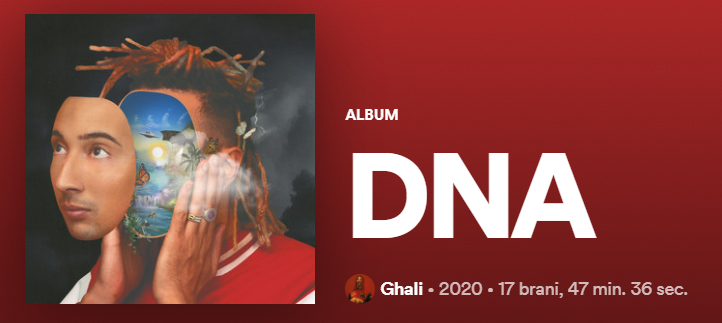 ALBUM
DNA
Ghali • 2020 • 17 brani, 47 min. 36 sec.